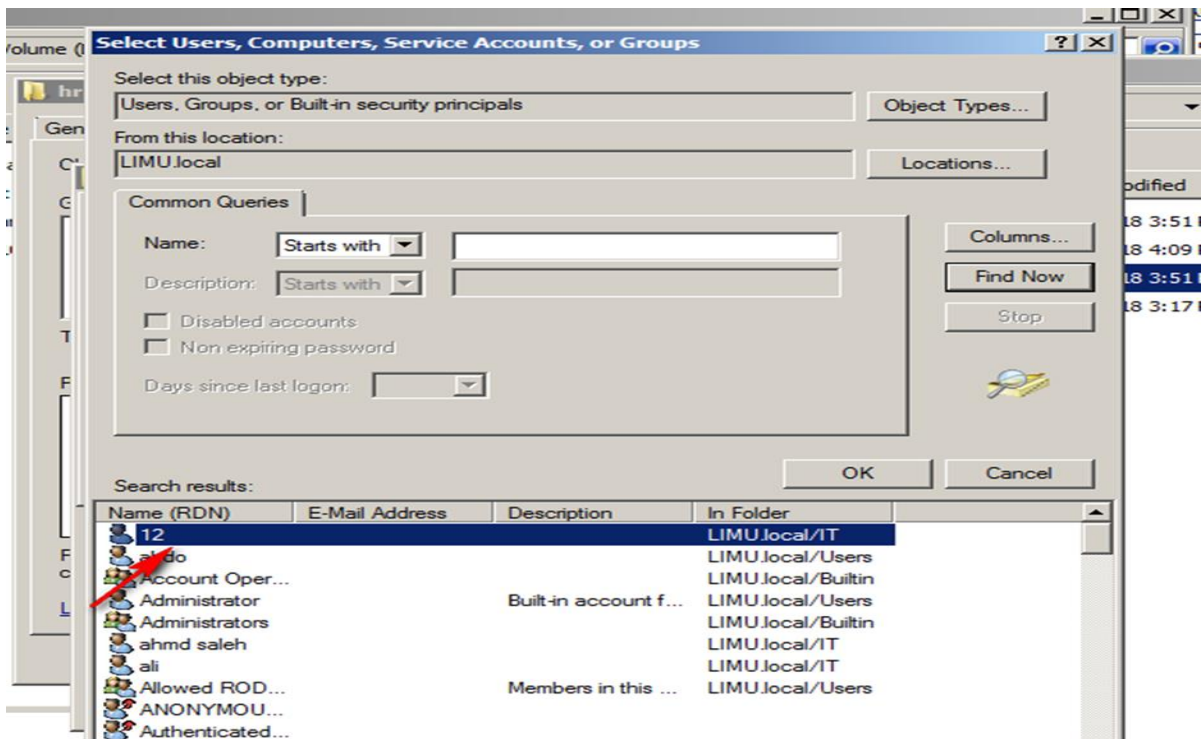 Volume (
Select Users, Computers, Service Accounts, or Groups
hr
Gen
Select this object type:
Users, Groups, or Built-in security principals
Object Types...
From this location:
LIMU.local
Locations...
Common Queries
Name:
Starts with
Columns...
Description:
Starts with
Find Now
Disabled accounts
Stop
Non expiring password
Days since last logon:
OK
Cancel
Search results:
Name (RDN) E-Mail Address Description In Folder
12 LIMU.local/IT
LIMU.local/Users
Account Oper... LIMU.local/Builtin
Administrator Built-in account f... LIMU.local/Users
Administrators LIMU.local/Builtin
ahmd saleh LIMU.local/IT
ali LIMU.local/IT
Allowed ROD... Members in this ... LIMU.local/Users
ANONYMOU...
Authenticated...
odified
18 3:51
18 4:09
18 3:51
18 3:17